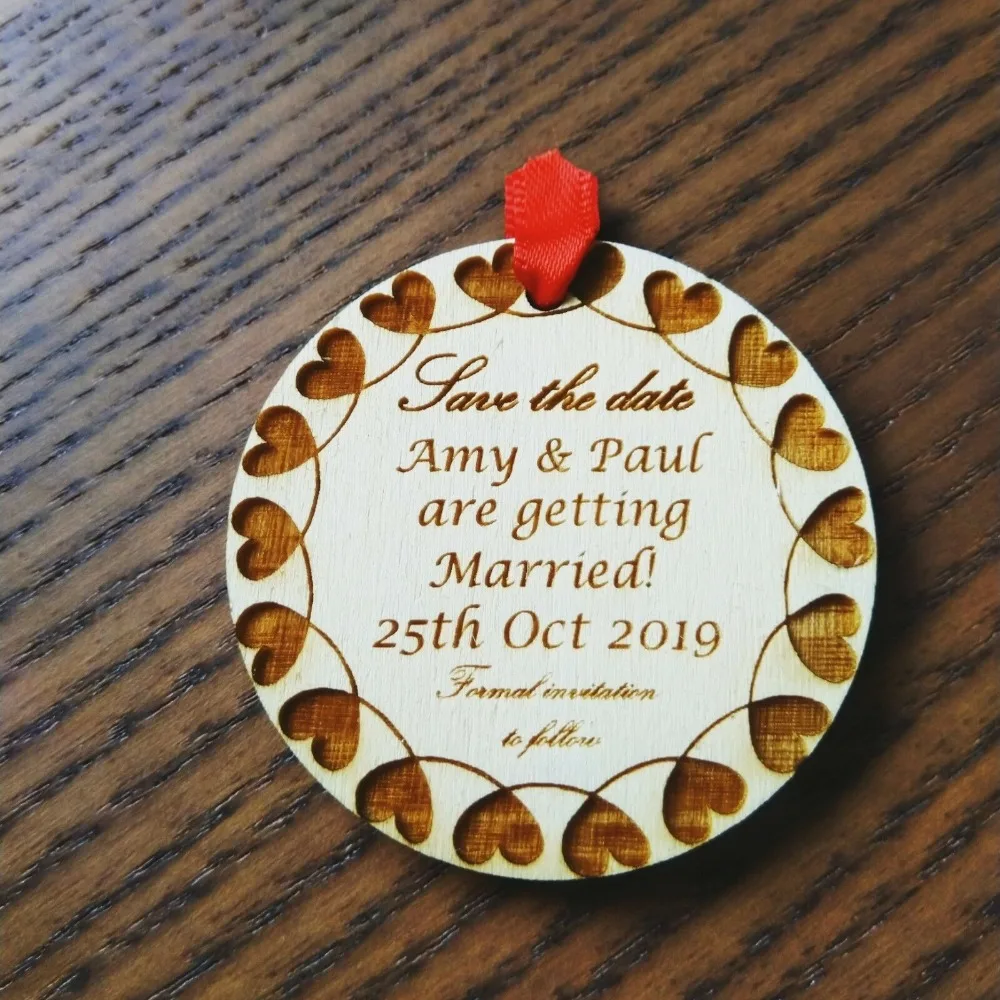 Save the date
Amy & Paul
are getting
Married!
25th Oct 2019
Formal invitation
to follow